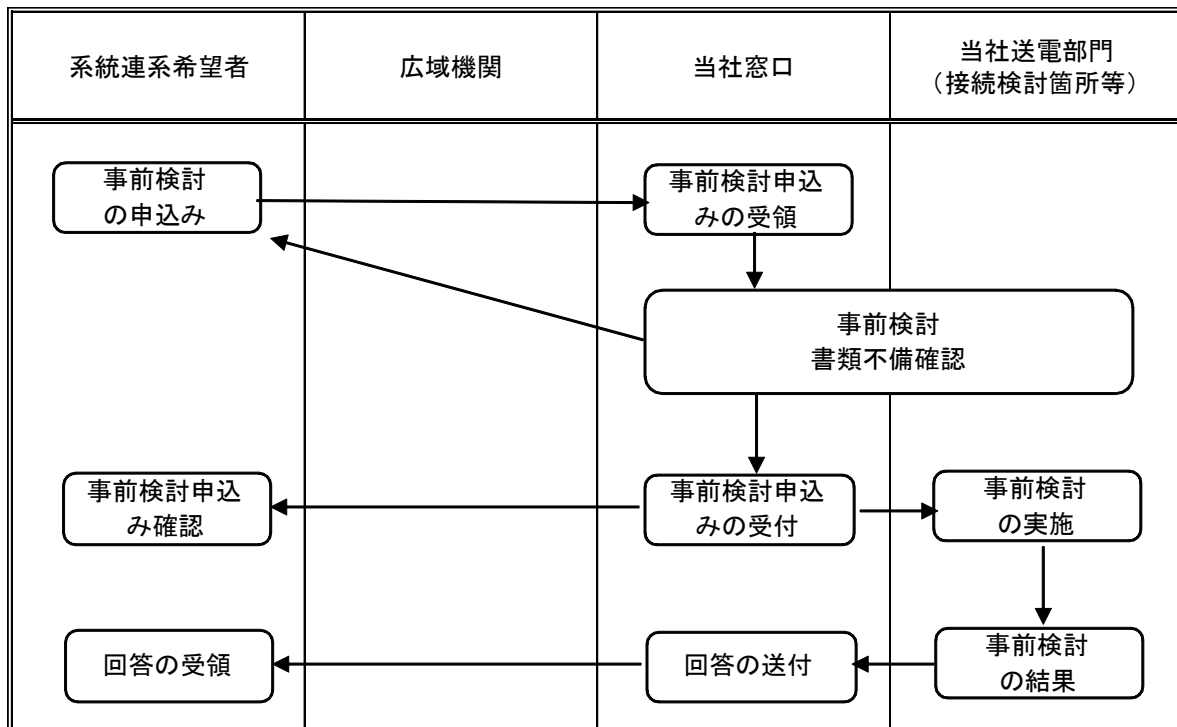 系統連系希望者
広域機関
当社窓口
当社送電部門
（接続検討箇所等）
事前検討
の申込み
事前検討申込
みの受領
事前検討
書類不備確認
事前検討申込
み確認
事前検討申込
みの受付
事前検討
の実施
回答の受領
回答の送付
事前検討
の結果